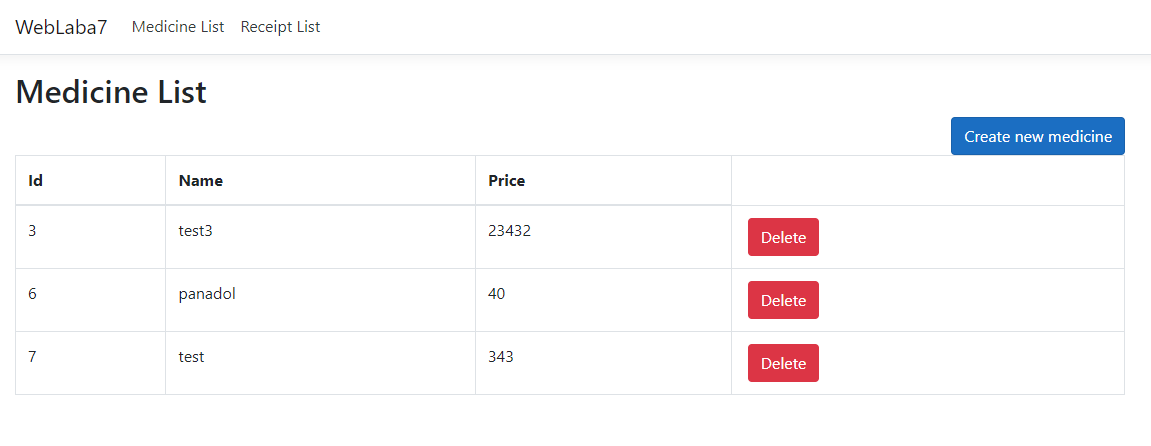 WebLaba7 Medicine List Receipt List
Medicine List
Create new medicine
Id Name Price
3 test3 23432 Delete
6 panadol 40 Delete
7 test 343 Delete